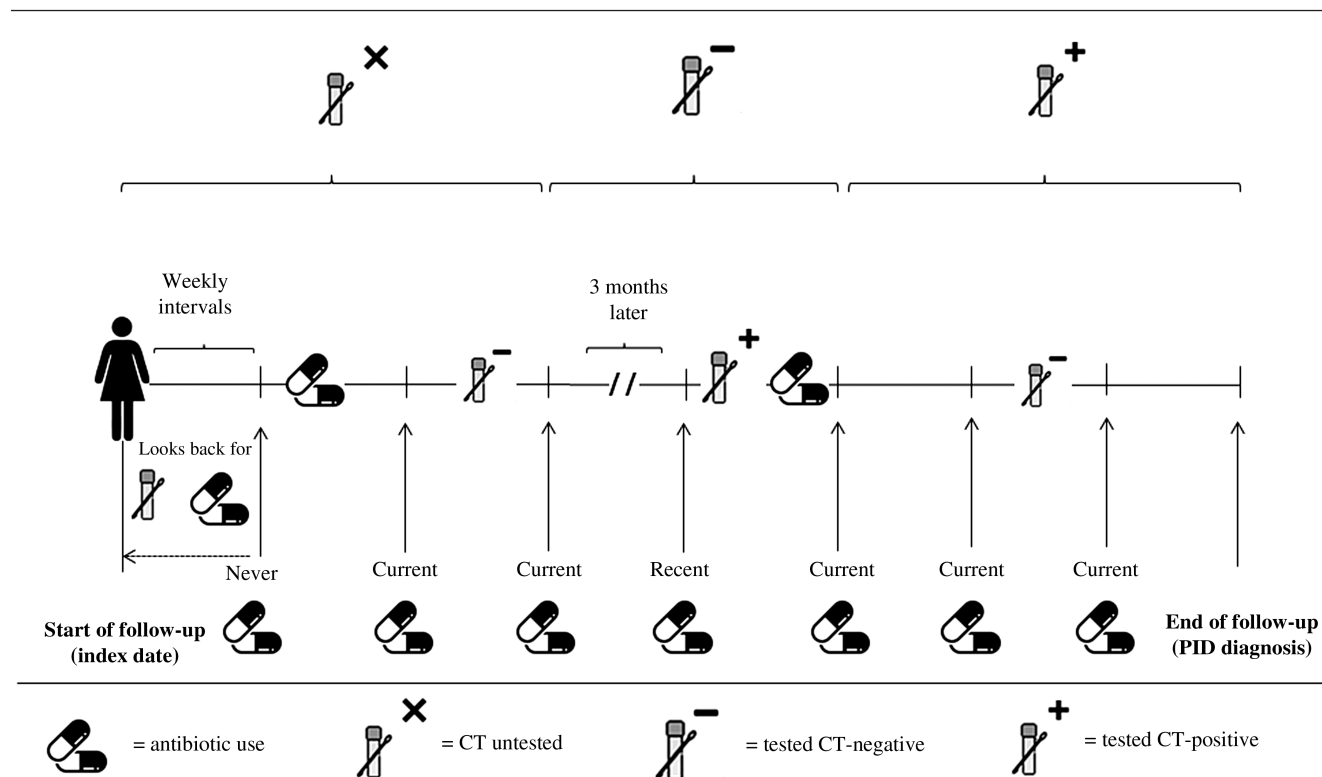 Weekly
intervals
3 months
later
Looks back for
Never
Current
Current
Recent
Current
Current
Current
Start of follow-up
(index date)
End of follow-up
(PID diagnosis)
= antibiotic use
= CT untested
= tested CT-negative
= tested CT-positive